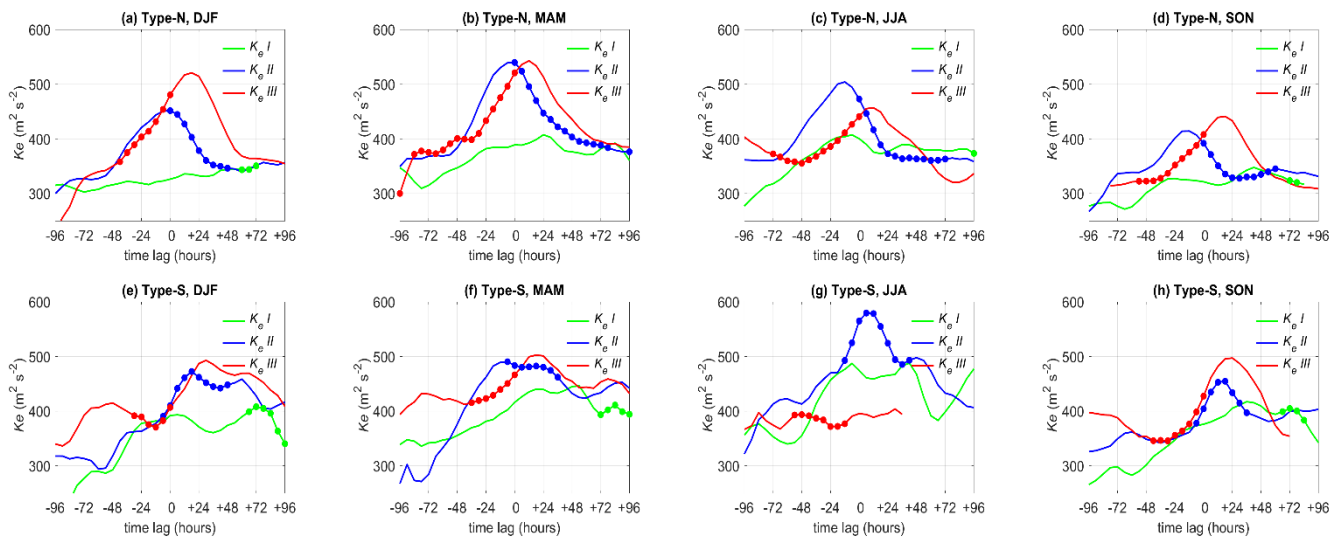 (a) Type-N, DJF
600
500
400
300
Ke (m² s⁻²)
-96 -72 -48 -24 0 +24 +48 +72 +96
time lag (hours)
Kₑ I
Kₑ II
Kₑ III
(b) Type-N, MAM
600
500
400
300
Ke (m² s⁻²)
-96 -72 -48 -24 0 +24 +48 +72 +96
time lag (hours)
Kₑ I
Kₑ II
Kₑ III
(c) Type-N, JJA
600
500
400
300
Ke (m² s⁻²)
-96 -72 -48 -24 0 +24 +48 +72 +96
time lag (hours)
Kₑ I
Kₑ II
Kₑ III
(d) Type-N, SON
600
500
400
300
Ke (m² s⁻²)
-96 -72 -48 -24 0 +24 +48 +72 +96
time lag (hours)
Kₑ I
Kₑ II
Kₑ III
(e) Type-S, DJF
600
500
400
300
Ke (m² s⁻²)
-96 -72 -48 -24 0 +24 +48 +72 +96
time lag (hours)
Kₑ I
Kₑ II
Kₑ III
(f) Type-S, MAM
600
500
400
300
Ke (m² s⁻²)
-96 -72 -48 -24 0 +24 +48 +72 +96
time lag (hours)
Kₑ I
Kₑ II
Kₑ III
(g) Type-S, JJA
600
500
400
300
Ke (m² s⁻²)
-96 -72 -48 -24 0 +24 +48 +72 +96
time lag (hours)
Kₑ I
Kₑ II
Kₑ III
(h) Type-S, SON
600
500
400
300
Ke (m² s⁻²)
-96 -72 -48 -24 0 +24 +48 +72 +96
time lag (hours)
Kₑ I
Kₑ II
Kₑ III